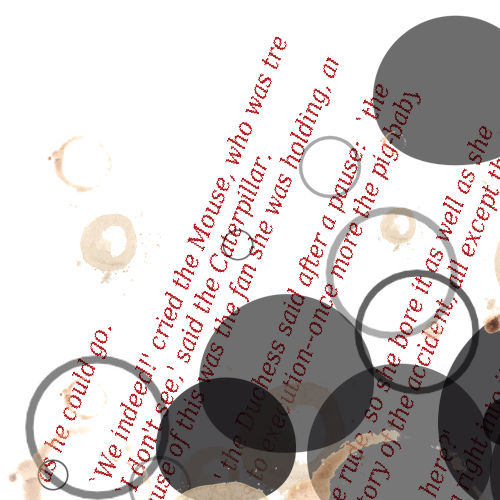 as he could go.
`We indeed!' cried the Mouse, who was tre
I don't see,' said the Caterpillar.
use of this was the fan she was holding, a
' the Duchess said after a pause: `the
to execution--once more the pig-baby
e rude, so she bore it as well as she
tory of the accident, all except th
here?'
right